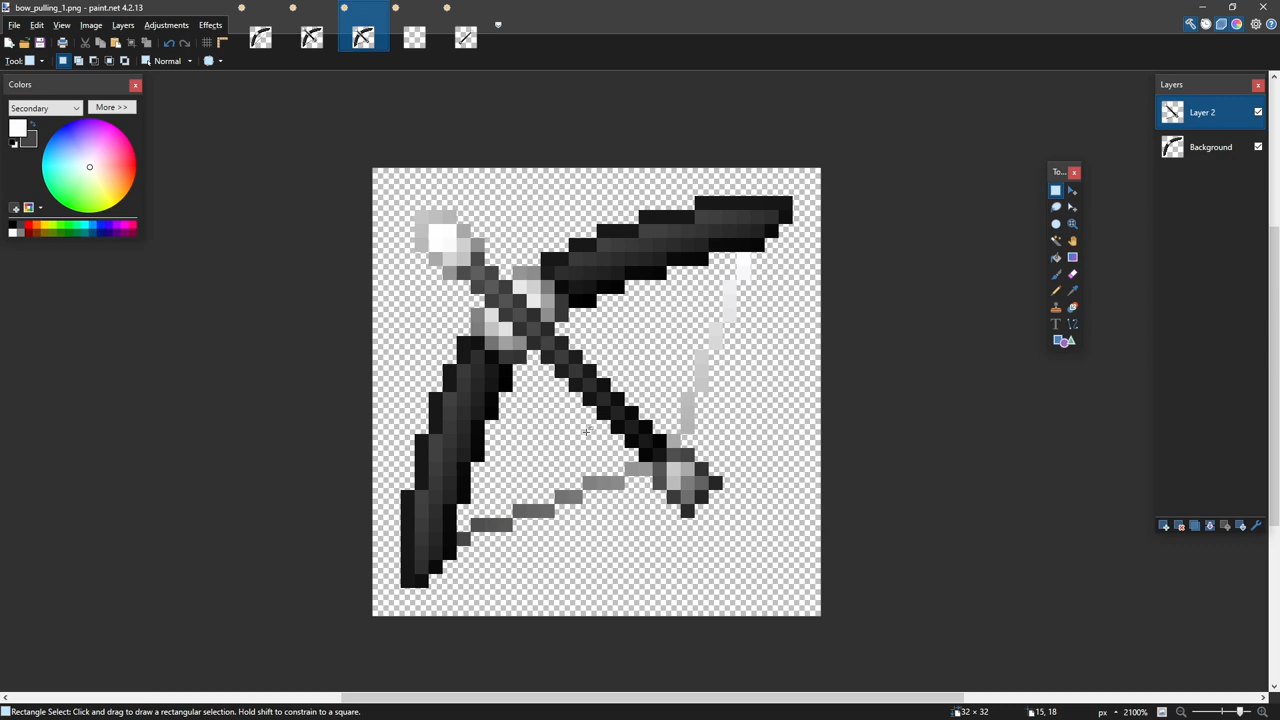 bow_pulling_1.png - paint.net 4.2.13
File Edit View Image Layers Adjustments Effects
Tool: Normal
Colors
Secondary More >>
Layers
Layer 2
Background
To...
Rectangle Select: Click and drag to draw a rectangular selection. Hold shift to constrain to a square.
32 × 32 15, 18 px 2100%